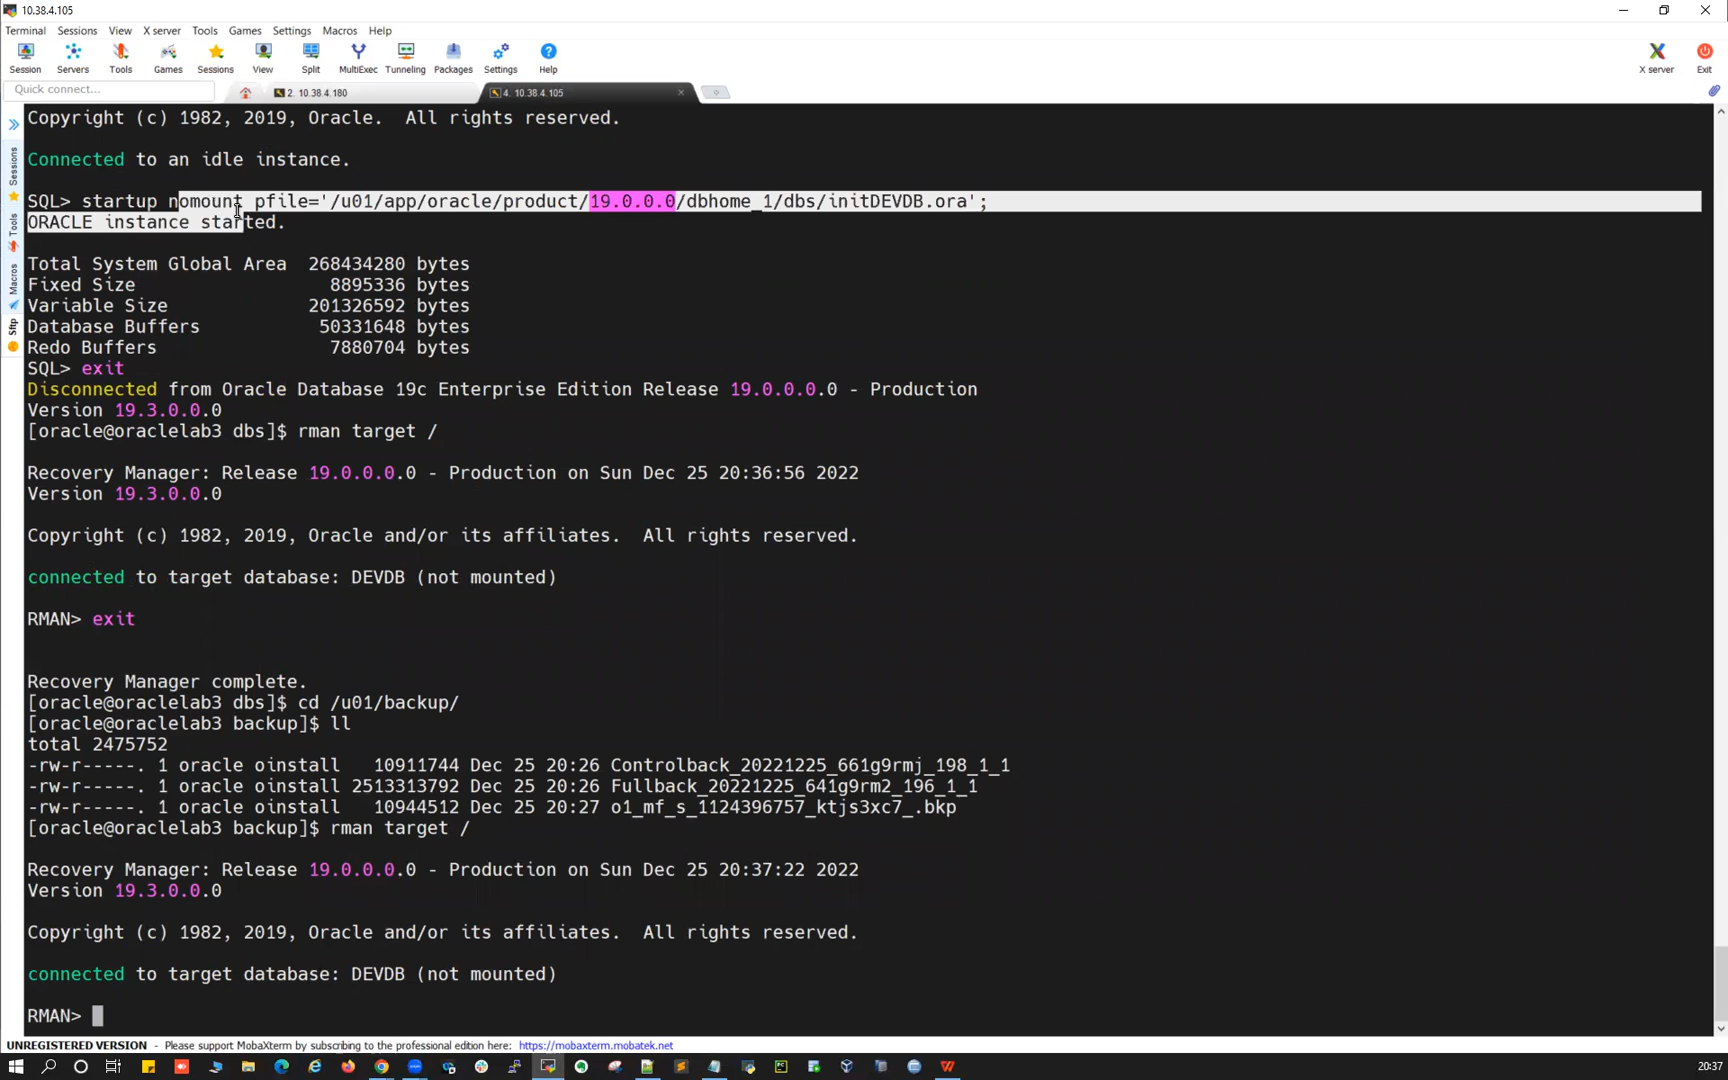 10.38.4.105
Terminal Sessions View X server Tools Games Settings Macros Help
Session Servers Tools Games Sessions View Split MultiExec Tunneling Packages Settings Help X server Exit
Quick connect... 2. 10.38.4.180 4. 10.38.4.105
Sessions
Tools
Macros
Sftp
Copyright (c) 1982, 2019, Oracle.  All rights reserved.
Connected to an idle instance.
SQL> startup nomount pfile='/u01/app/oracle/product/19.0.0.0/dbhome_1/dbs/initDEVDB.ora';
ORACLE instance started.
Total System Global Area  268434280 bytes
Fixed Size                  8895336 bytes
Variable Size             201326592 bytes
Database Buffers           50331648 bytes
Redo Buffers                7880704 bytes
SQL> exit
Disconnected from Oracle Database 19c Enterprise Edition Release 19.0.0.0.0 - Production
Version 19.3.0.0.0
[oracle@oraclelab3 dbs]$ rman target /
Recovery Manager: Release 19.0.0.0.0 - Production on Sun Dec 25 20:36:56 2022
Version 19.3.0.0.0
Copyright (c) 1982, 2019, Oracle and/or its affiliates.  All rights reserved.
connected to target database: DEVDB (not mounted)
RMAN> exit
Recovery Manager complete.
[oracle@oraclelab3 dbs]$ cd /u01/backup/
[oracle@oraclelab3 backup]$ ll
total 2475752
-rw-r-----. 1 oracle oinstall   10911744 Dec 25 20:26 Controlback_20221225_661g9rmj_198_1_1
-rw-r-----. 1 oracle oinstall 2513313792 Dec 25 20:26 Fullback_20221225_641g9rm2_196_1_1
-rw-r-----. 1 oracle oinstall   10944512 Dec 25 20:27 o1_mf_s_1124396757_ktjs3xc7_.bkp
[oracle@oraclelab3 backup]$ rman target /
Recovery Manager: Release 19.0.0.0.0 - Production on Sun Dec 25 20:37:22 2022
Version 19.3.0.0.0
Copyright (c) 1982, 2019, Oracle and/or its affiliates.  All rights reserved.
connected to target database: DEVDB (not mounted)
RMAN>
UNREGISTERED VERSION - Please support MobaXterm by subscribing to the professional edition here: https://mobaxterm.mobatek.net
20:37